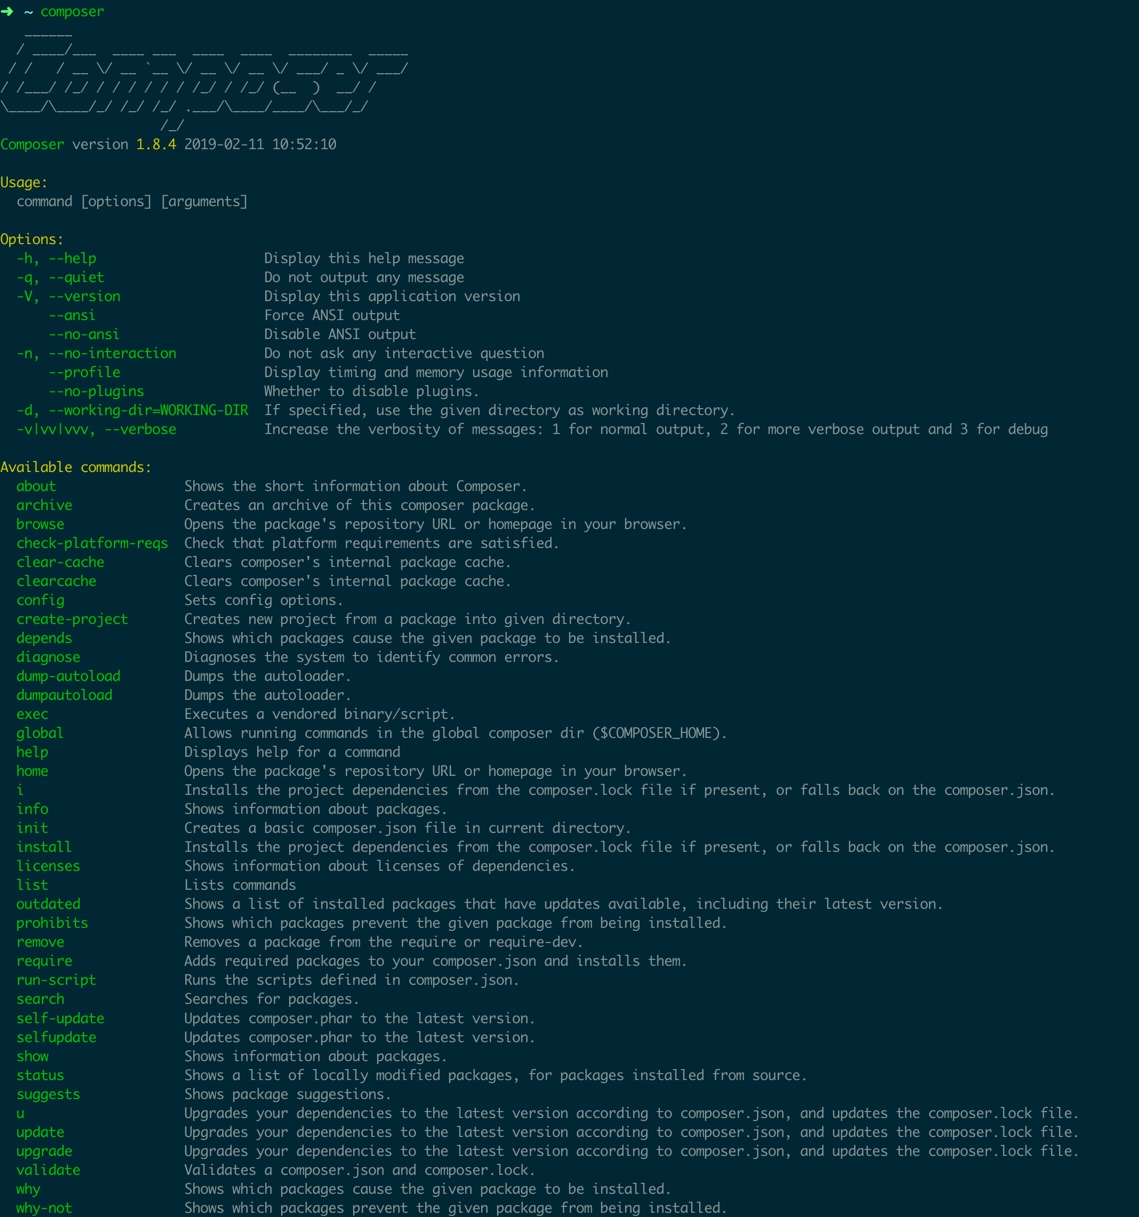 ➜ ~ composer
   ______
  / ____/___  ____ ___  ____  ____  ________  _____
 / /   / __ \/ __ `__ \/ __ \/ __ \/ ___/ _ \/ ___/
/ /___/ /_/ / / / / / / /_/ / /_/ (__  )  __/ /
\____/\____/_/ /_/ /_/ .___/\____/____/\___/_/
                    /_/
Composer version 1.8.4 2019-02-11 10:52:10

Usage:
  command [options] [arguments]

Options:
  -h, --help                     Display this help message
  -q, --quiet                    Do not output any message
  -V, --version                  Display this application version
      --ansi                     Force ANSI output
      --no-ansi                  Disable ANSI output
  -n, --no-interaction           Do not ask any interactive question
      --profile                  Display timing and memory usage information
      --no-plugins               Whether to disable plugins.
  -d, --working-dir=WORKING-DIR  If specified, use the given directory as working directory.
  -v|vv|vvv, --verbose           Increase the verbosity of messages: 1 for normal output, 2 for more verbose output and 3 for debug

Available commands:
  about                Shows the short information about Composer.
  archive              Creates an archive of this composer package.
  browse               Opens the package's repository URL or homepage in your browser.
  check-platform-reqs  Check that platform requirements are satisfied.
  clear-cache          Clears composer's internal package cache.
  clearcache           Clears composer's internal package cache.
  config               Sets config options.
  create-project       Creates new project from a package into given directory.
  depends              Shows which packages cause the given package to be installed.
  diagnose             Diagnoses the system to identify common errors.
  dump-autoload        Dumps the autoloader.
  dumpautoload         Dumps the autoloader.
  exec                 Executes a vendored binary/script.
  global               Allows running commands in the global composer dir ($COMPOSER_HOME).
  help                 Displays help for a command
  home                 Opens the package's repository URL or homepage in your browser.
  i                    Installs the project dependencies from the composer.lock file if present, or falls back on the composer.json.
  info                 Shows information about packages.
  init                 Creates a basic composer.json file in current directory.
  install              Installs the project dependencies from the composer.lock file if present, or falls back on the composer.json.
  licenses             Shows information about licenses of dependencies.
  list                 Lists commands
  outdated             Shows a list of installed packages that have updates available, including their latest version.
  prohibits            Shows which packages prevent the given package from being installed.
  remove               Removes a package from the require or require-dev.
  require              Adds required packages to your composer.json and installs them.
  run-script           Runs the scripts defined in composer.json.
  search               Searches for packages.
  self-update          Updates composer.phar to the latest version.
  selfupdate           Updates composer.phar to the latest version.
  show                 Shows information about packages.
  status               Shows a list of locally modified packages, for packages installed from source.
  suggests             Shows package suggestions.
  u                    Upgrades your dependencies to the latest version according to composer.json, and updates the composer.lock file.
  update               Upgrades your dependencies to the latest version according to composer.json, and updates the composer.lock file.
  upgrade              Upgrades your dependencies to the latest version according to composer.json, and updates the composer.lock file.
  validate             Validates a composer.json and composer.lock.
  why                  Shows which packages cause the given package to be installed.
  why-not              Shows which packages prevent the given package from being installed.